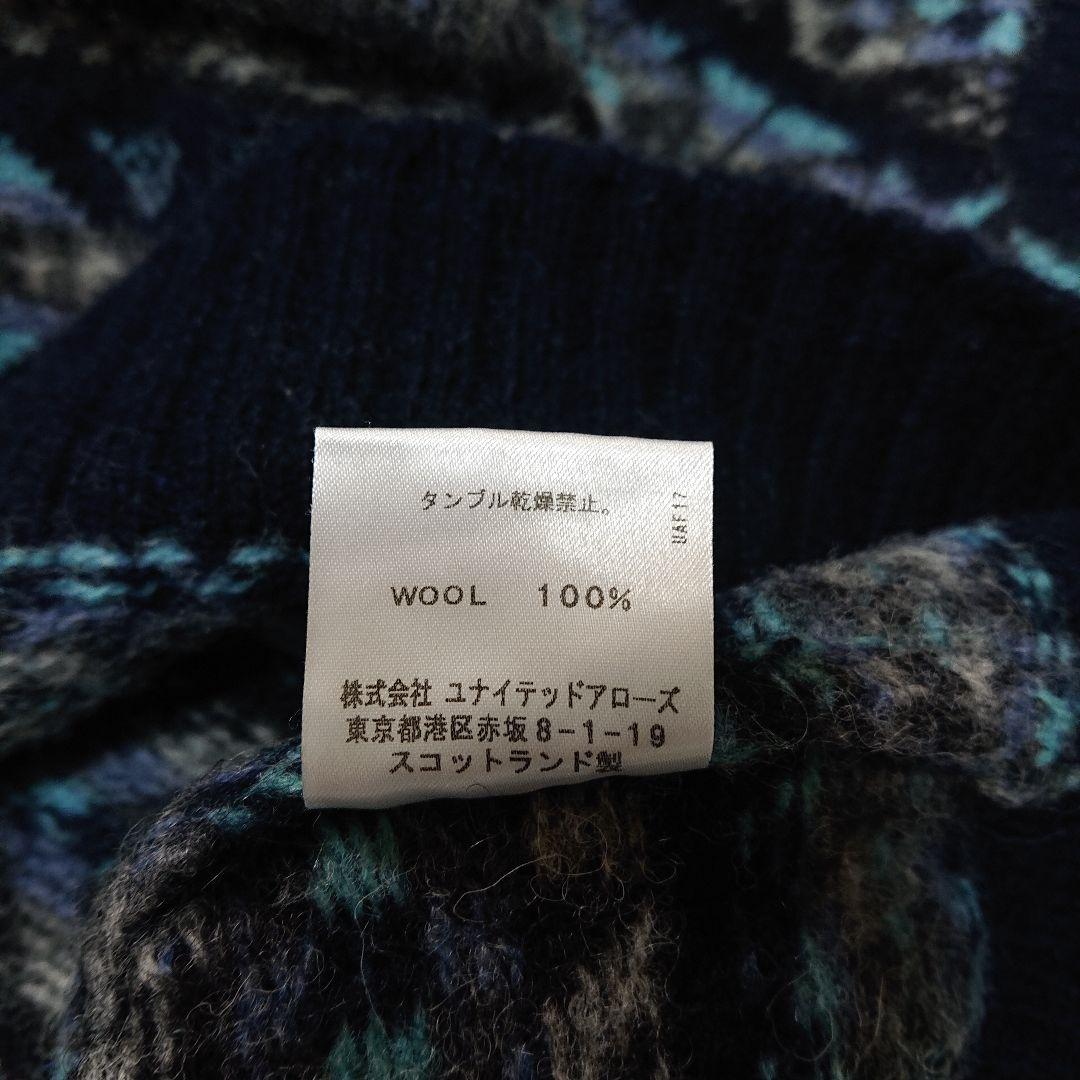 タンブル乾燥禁止。
UAF17
WOOL 100%
株式会社 ユナイテッドアローズ
東京都港区赤坂8-1-19
スコットランド製